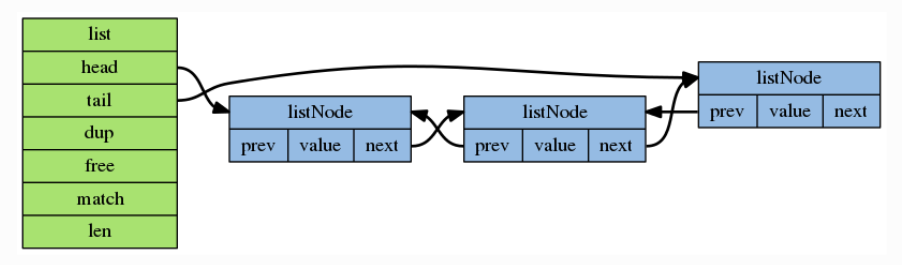 list
head
tail
dup
free
match
len
listNode
prev value next
listNode
prev value next
listNode
prev value next